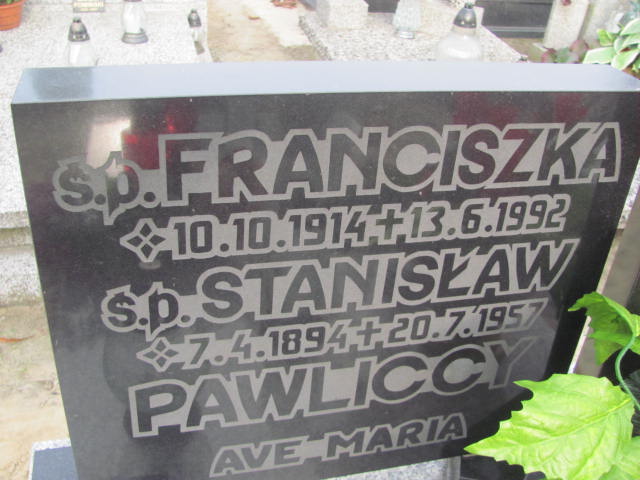 ś.p. FRANCISZKA
10.10.1914 + 13.6.1992
ś.p. STANISŁAW
7.4.1894 + 20.7.1957
PAWLICCY
AVE MARIA